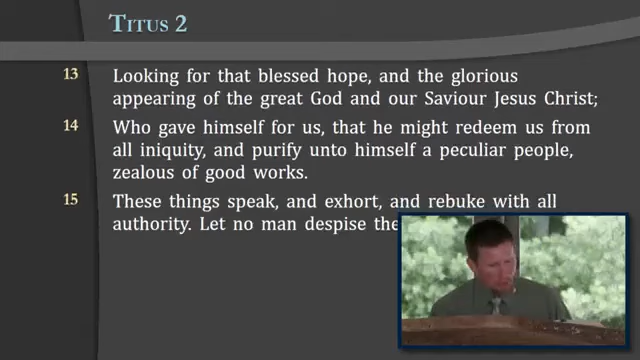 Titus 2
13 Looking for that blessed hope, and the glorious
appearing of the great God and our Saviour Jesus Christ;
14 Who gave himself for us, that he might redeem us from
all iniquity, and purify unto himself a peculiar people,
zealous of good works.
15 These things speak, and exhort, and rebuke with all
authority. Let no man despise